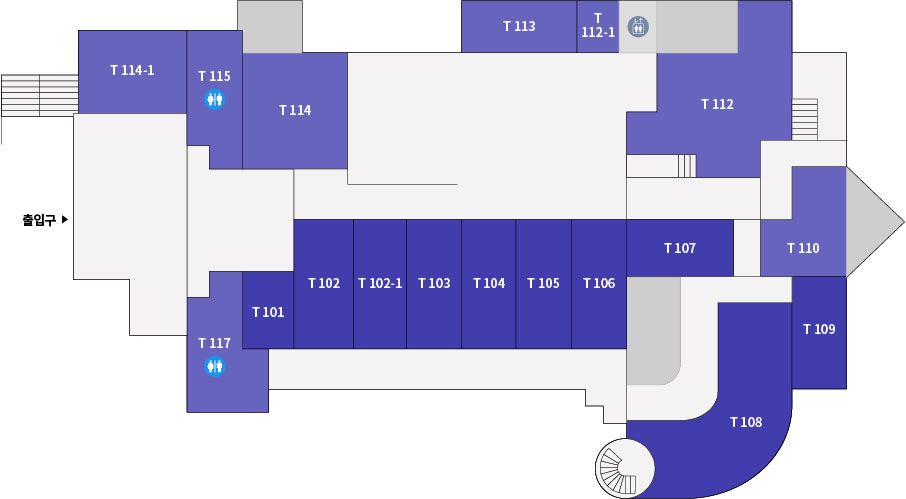 T 113
T
112-1
T 114-1
T 115
T 114
T 112
출입구
T 107
T 110
T 102
T 102-1
T 103
T 104
T 105
T 106
T 101
T 109
T 117
T 108